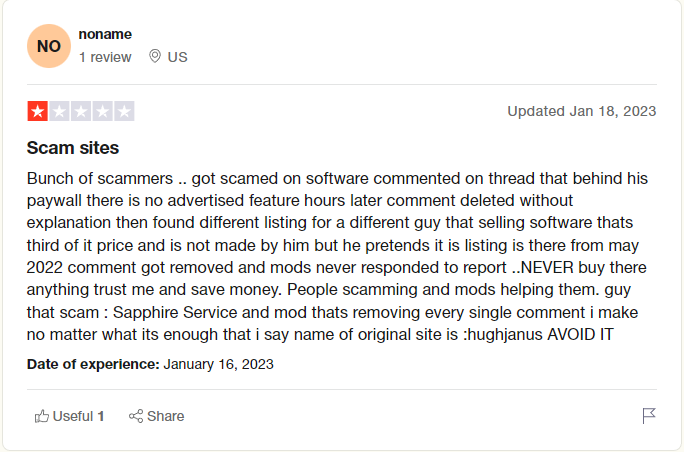 NO
noname
1 review US
Updated Jan 18, 2023
Scam sites
Bunch of scammers .. got scamed on software commented on thread that behind his
paywall there is no advertised feature hours later comment deleted without
explanation then found different listing for a different guy that selling software thats
third of it price and is not made by him but he pretends it is listing is there from may
2022 comment got removed and mods never responded to report ..NEVER buy there
anything trust me and save money. People scamming and mods helping them. guy
that scam : Sapphire Service and mod thats removing every single comment i make
no matter what its enough that i say name of original site is :hughjanus AVOID IT
Date of experience: January 16, 2023
Useful 1 Share